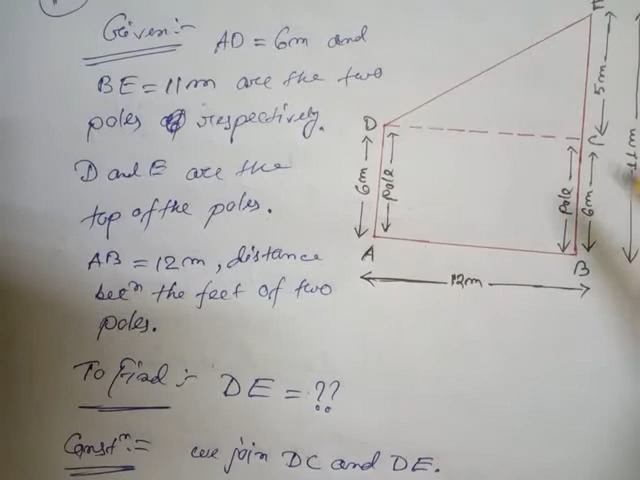 Given:- AD = 6m and
BE = 11m are the two
poles respectively.
D and E are the
top of the poles.
AB = 12m, distance
beeⁿ the feet of two
poles.
To Find :- DE = ??
Constⁿ:= we join DC and DE.
D
5m
C
11m
6m
pole
pole
6m
A
B
12m